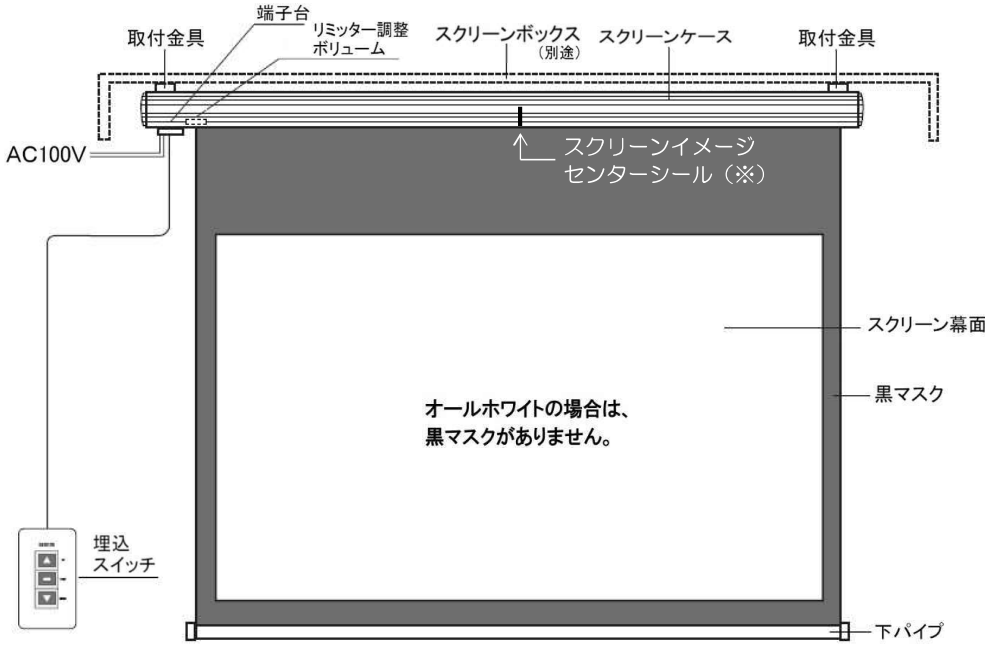 端子台
リミッター調整
ボリューム
取付金具
スクリーンボックス
(別途)
スクリーンケース
取付金具
AC100V
スクリーンイメージ
センターシール（※）
スクリーン幕面
黒マスク
オールホワイトの場合は、
黒マスクがありません。
埋込
スイッチ
下パイプ